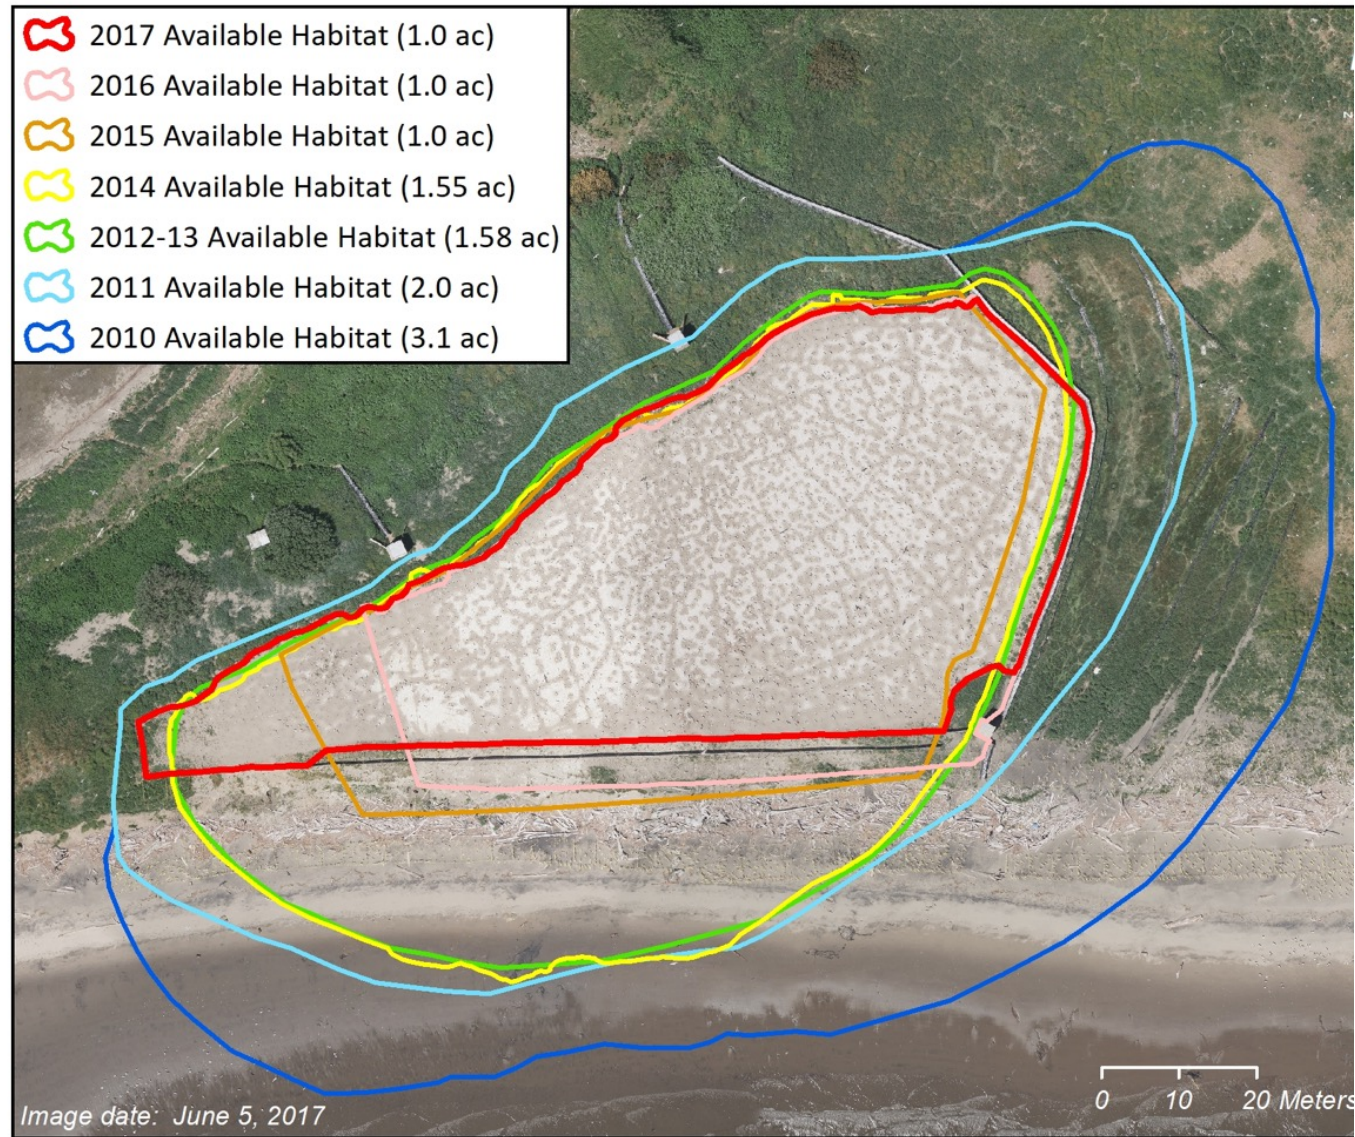 2017 Available Habitat (1.0 ac)
2016 Available Habitat (1.0 ac)
2015 Available Habitat (1.0 ac)
2014 Available Habitat (1.55 ac)
2012-13 Available Habitat (1.58 ac)
2011 Available Habitat (2.0 ac)
2010 Available Habitat (3.1 ac)
Image date: June 5, 2017
0 10 20 Meters